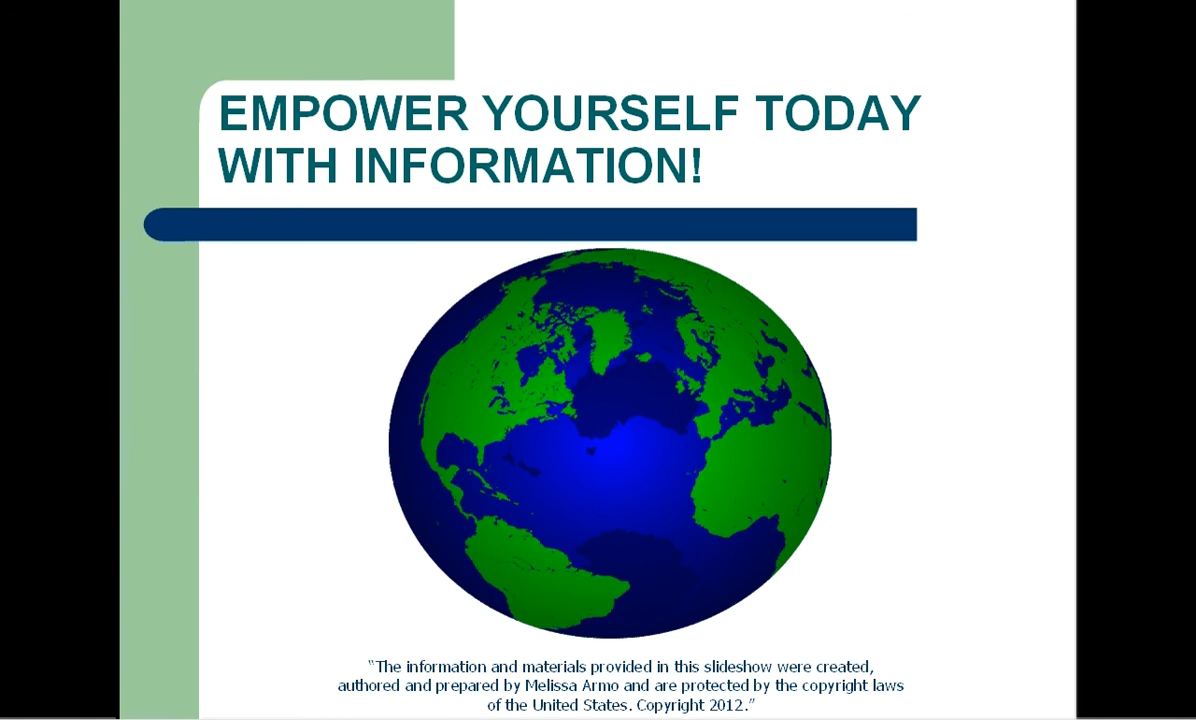 EMPOWER YOURSELF TODAY
WITH INFORMATION!
“The information and materials provided in this slideshow were created,
authored and prepared by Melissa Armo and are protected by the copyright laws
of the United States. Copyright 2012.”